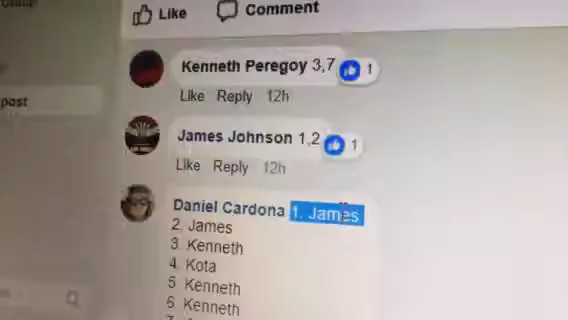 Like Comment
Kenneth Peregoy 3,7 1
Like Reply 12h
post
James Johnson 1,2 1
Like Reply 12h
Daniel Cardona 1. James
2. James
3. Kenneth
4. Kota
5 Kenneth
6 Kenneth